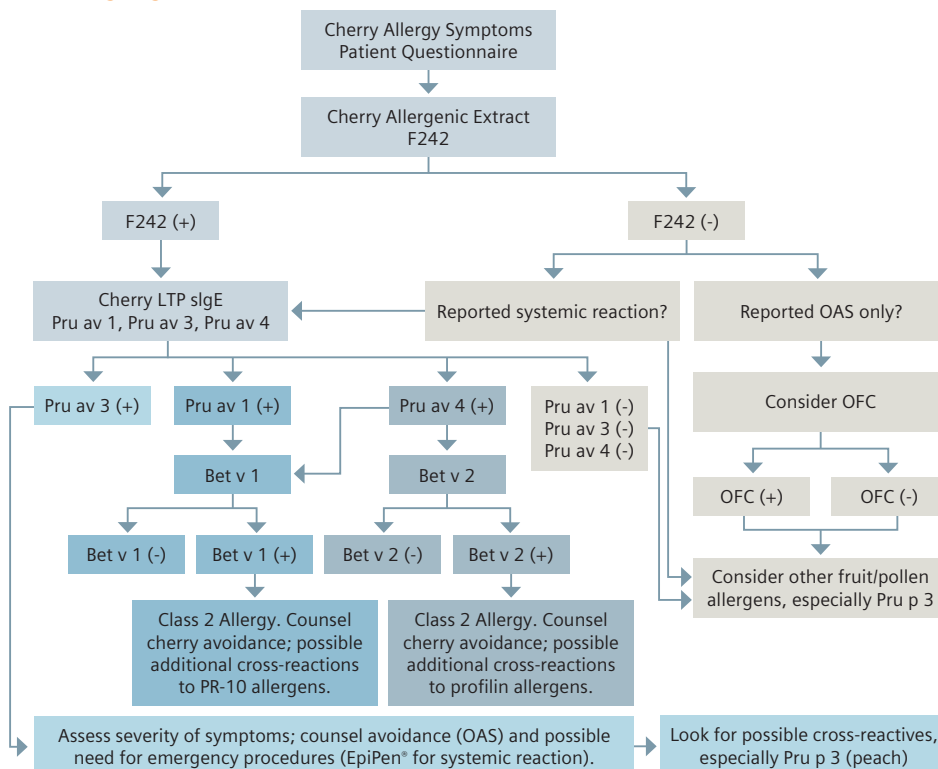 Cherry Allergy Symptoms
Patient Questionnaire
Cherry Allergenic Extract
F242
F242 (+)
F242 (-)
Cherry LTP sIgE
Pru av 1, Pru av 3, Pru av 4
Reported systemic reaction?
Reported OAS only?
Pru av 3 (+)
Pru av 1 (+)
Pru av 4 (+)
Pru av 1 (-)
Pru av 3 (-)
Pru av 4 (-)
Consider OFC
Bet v 1
Bet v 2
OFC (+)
OFC (-)
Bet v 1 (-)
Bet v 1 (+)
Bet v 2 (-)
Bet v 2 (+)
Consider other fruit/pollen
allergens, especially Pru p 3
Class 2 Allergy. Counsel
cherry avoidance; possible
additional cross-reactions
to PR-10 allergens.
Class 2 Allergy. Counsel
cherry avoidance; possible
additional cross-reactions
to profilin allergens.
Assess severity of symptoms; counsel avoidance (OAS) and possible
need for emergency procedures (EpiPen® for systemic reaction).
Look for possible cross-reactives,
especially Pru p 3 (peach)